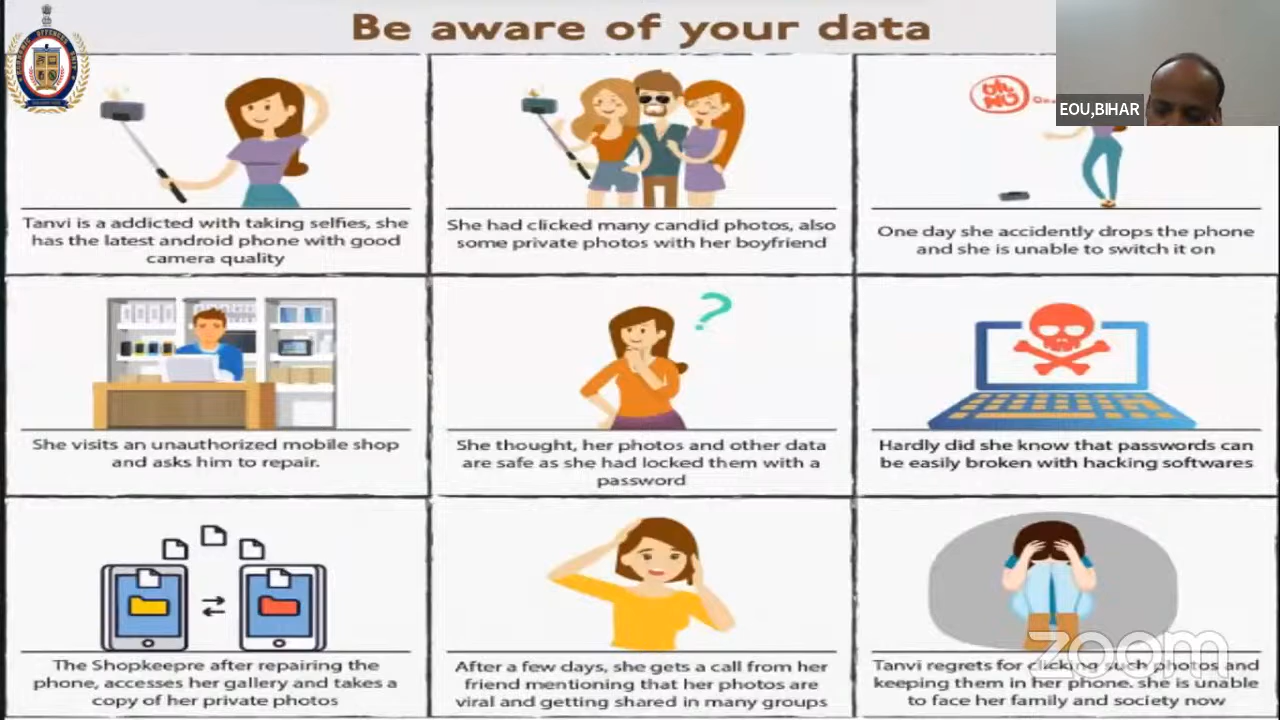 Be aware of your data
EOU,BIHAR
OH NO
Tanvi is a addicted with taking selfies, she
has the latest android phone with good
camera quality
She had clicked many candid photos, also
some private photos with her boyfriend
One day she accidently drops the phone
and she is unable to switch it on
She visits an unauthorized mobile shop
and asks him to repair.
She thought, her photos and other data
are safe as she had locked them with a
password
Hardly did she know that passwords can
be easily broken with hacking softwares
The Shopkeepre after repairing the
phone, accesses her gallery and takes a
copy of her private photos
After a few days, she gets a call from her
friend mentioning that her photos are
viral and getting shared in many groups
Tanvi regrets for clicking such photos and
keeping them in her phone. she is unable
to face her family and society now
zoom